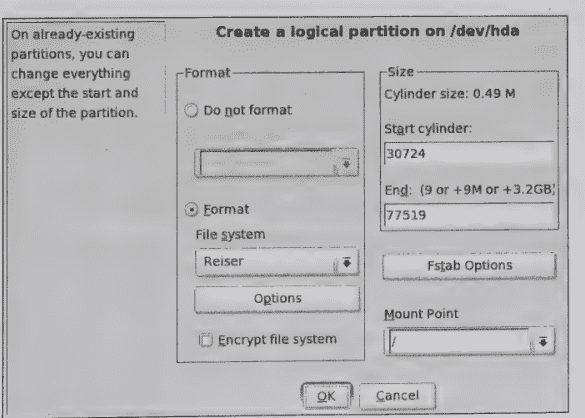 On already-existing
partitions, you can
change everything
except the start and
size of the partition.
Create a logical partition on /dev/hda
Format
Do not format
Format
File system
Reiser
Options
Encrypt file system
Size
Cylinder size: 0.49 M
Start cylinder:
30724
End: (9 or +9M or +3.2GB)
77519
Fstab Options
Mount Point
/
OK
Cancel